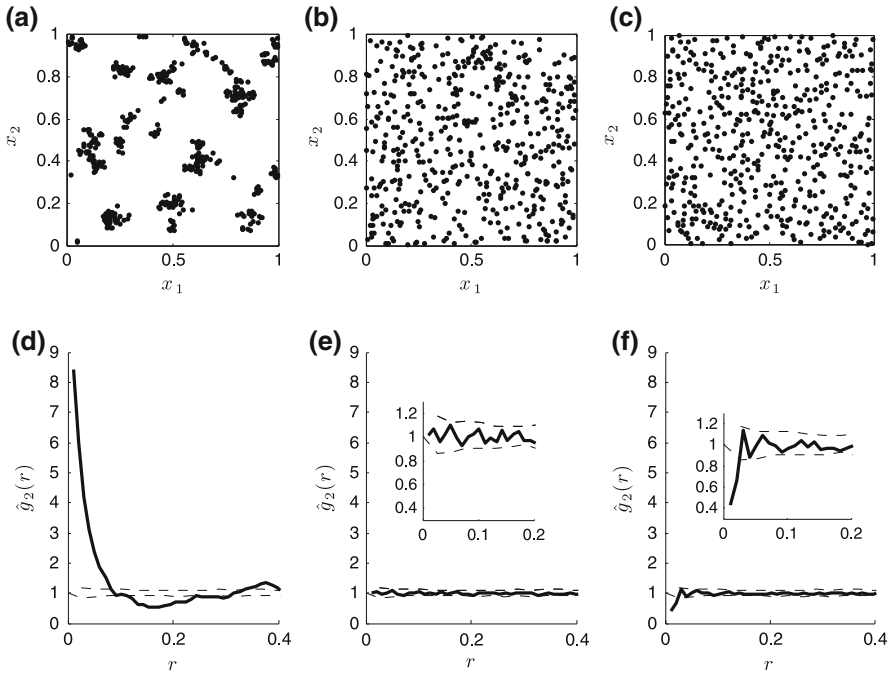 (a) (b) (c)
1 1 1
0.8 0.8 0.8
0.6 0.6 0.6
x₂ x₂ x₂
0.4 0.4 0.4
0.2 0.2 0.2
0 0 0
0 0.5 1 0 0.5 1 0 0.5 1
x₁ x₁ x₁
(d) (e) (f)
9 9 9
8 8 8
7 7 7
6 6 6
5 5 5
4 4 4
3 3 3
2 2 2
1 1 1
0 0 0
ĝ₂(r) ĝ₂(r) ĝ₂(r)
1.2 1.2
1 1
0.8 0.8
0.6 0.6
0.4 0.4
0 0.1 0.2 0 0.1 0.2
0 0.2 0.4 0 0.2 0.4 0 0.2 0.4
r r r